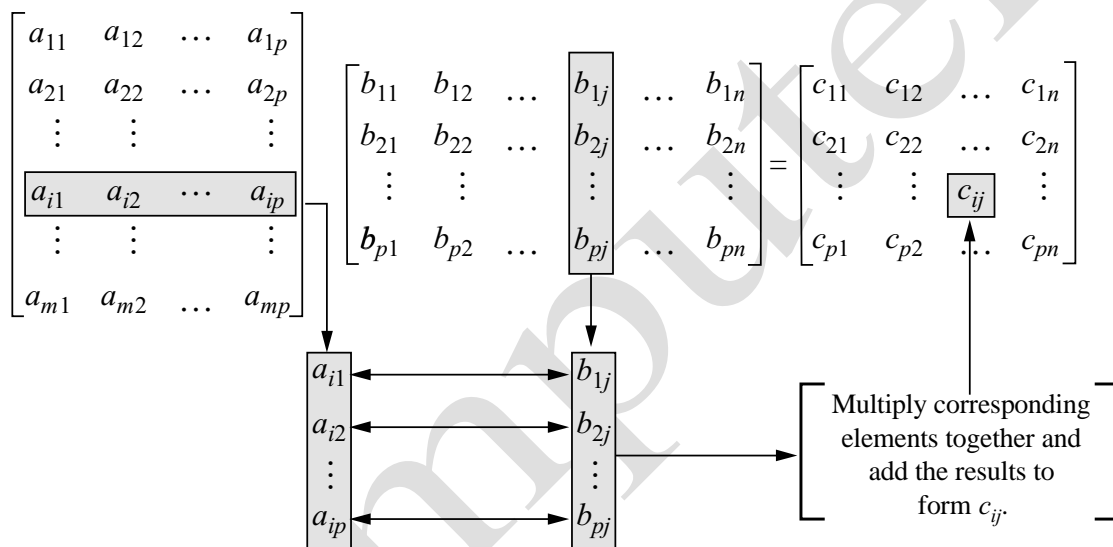 a11 a12 … a1p
a21 a22 … a2p
⋮ ⋮ ⋮
ai1 ai2 ⋯ aip
⋮ ⋮ ⋮
am1 am2 … amp
b11 b12 … b1j … b1n
b21 b22 … b2j … b2n
⋮ ⋮ ⋮ ⋮
bp1 bp2 … bpj … bpn
=
c11 c12 … c1n
c21 c22 … c2n
⋮ ⋮ cij ⋮
cp1 cp2 … cpn
ai1 b1j
ai2 b2j
⋮ ⋮
aip bpj
Multiply corresponding
elements together and
add the results to
form cij.